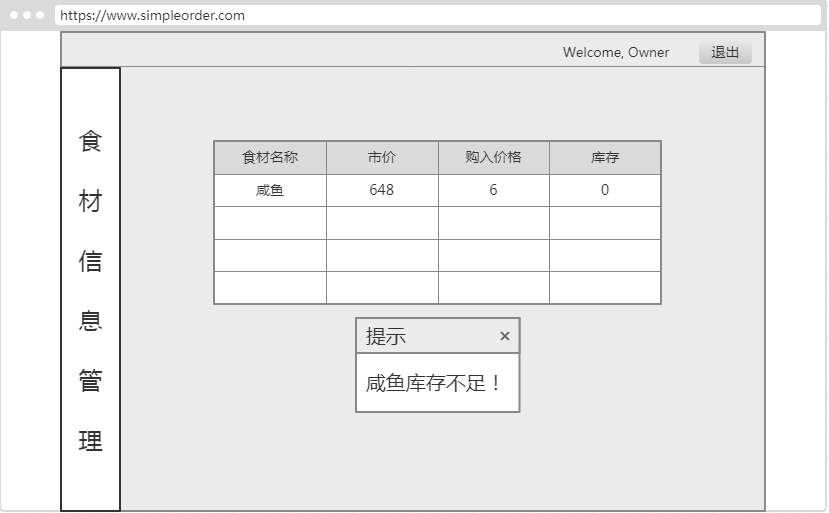 https://www.simpleorder.com
Welcome, Owner 退出
食材信息管理
食材名称 市价 购入价格 库存
咸鱼 648 6 0
提示 ×
咸鱼库存不足！